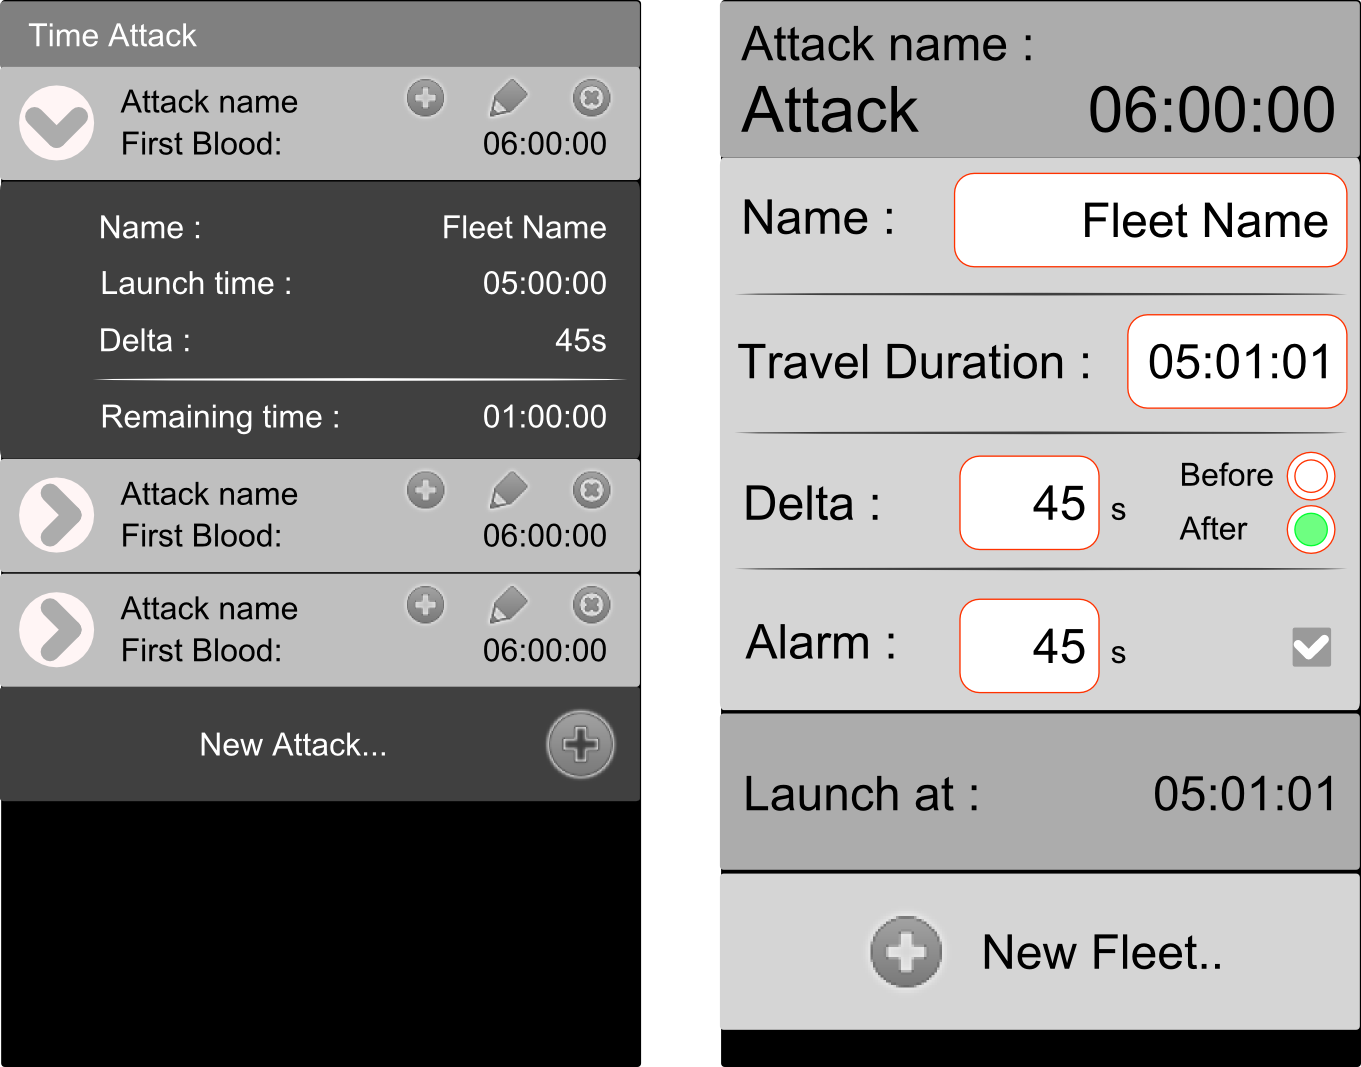 Time Attack
Attack name
First Blood: 06:00:00
Name : Fleet Name
Launch time : 05:00:00
Delta : 45s
Remaining time : 01:00:00
Attack name
First Blood: 06:00:00
Attack name
First Blood: 06:00:00
New Attack...
Attack name :
Attack 06:00:00
Name : Fleet Name
Travel Duration : 05:01:01
Delta : 45 s
Before
After
Alarm : 45 s
Launch at : 05:01:01
New Fleet..